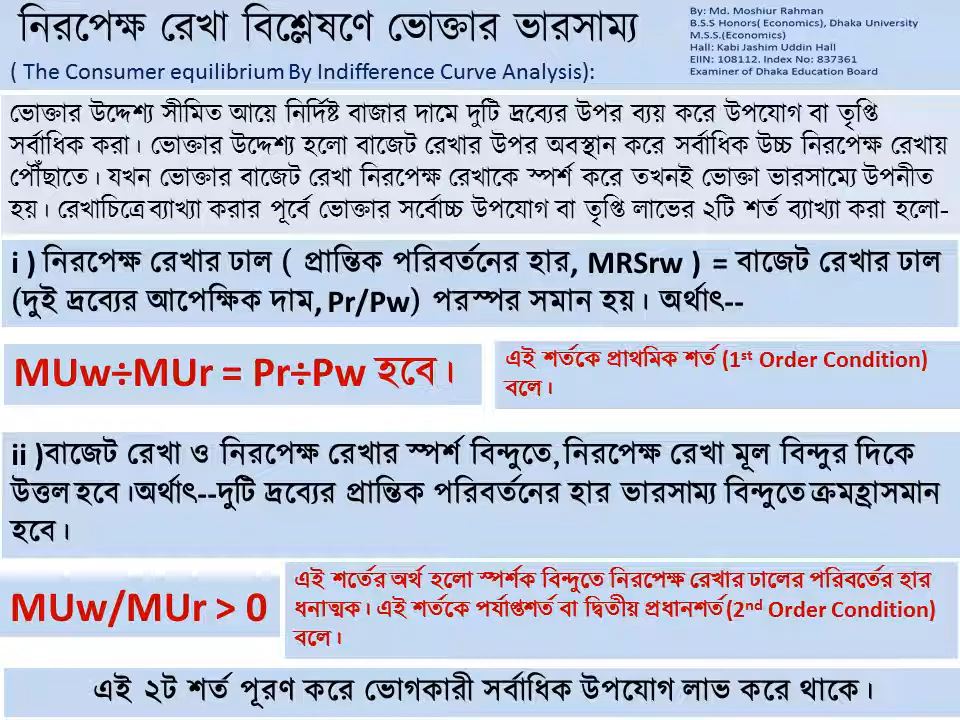 নিরপেক্ষ রেখা বিশ্লেষণে ভোক্তার ভারসাম্য
( The Consumer equilibrium By Indifference Curve Analysis):
By: Md. Moshiur Rahman
B.S.S Honors( Economics), Dhaka University
M.S.S.(Economics)
Hall: Kabi Jashim Uddin Hall
EIIN: 108112. Index No: 837361
Examiner of Dhaka Education Board
ভোক্তার উদ্দেশ্য সীমিত আয়ে নির্দিষ্ট বাজার দামে দুটি দ্রব্যের উপর ব্যয় করে উপযোগ বা তৃপ্তি
সর্বাধিক করা। ভোক্তার উদ্দেশ্য হলো বাজেট রেখার উপর অবস্থান করে সর্বাধিক উচ্চ নিরপেক্ষ রেখায়
পৌঁছাতে। যখন ভোক্তার বাজেট রেখা নিরপেক্ষ রেখাকে স্পর্শ করে তখনই ভোক্তা ভারসাম্যে উপনীত
হয়। রেখাচিত্রে ব্যাখ্যা করার পূর্বে ভোক্তার সর্বোচ্চ উপযোগ বা তৃপ্তি লাভের ২টি শর্ত ব্যাখ্যা করা হলো-
i ) নিরপেক্ষ রেখার ঢাল ( প্রান্তিক পরিবর্তনের হার, MRSrw ) = বাজেট রেখার ঢাল
(দুই দ্রব্যের আপেক্ষিক দাম, Pr/Pw) পরস্পর সমান হয়। অর্থাৎ--
MUw÷MUr = Pr÷Pw হবে।
এই শর্তকে প্রাথমিক শর্ত (1st Order Condition)
বলে।
ii )বাজেট রেখা ও নিরপেক্ষ রেখার স্পর্শ বিন্দুতে,নিরপেক্ষ রেখা মূল বিন্দুর দিকে
উত্তল হবে।অর্থাৎ--দুটি দ্রব্যের প্রান্তিক পরিবর্তনের হার ভারসাম্য বিন্দুতে ক্রমহ্রাসমান
হবে।
MUw/MUr > 0
এই শর্তের অর্থ হলো স্পর্শক বিন্দুতে নিরপেক্ষ রেখার ঢালের পরিবর্তের হার
ধনাত্মক। এই শর্তকে পর্যাপ্তশর্ত বা দ্বিতীয় প্রধানশর্ত (2nd Order Condition)
বলে।
এই ২ট শর্ত পূরণ করে ভোগকারী সর্বাধিক উপযোগ লাভ করে থাকে।